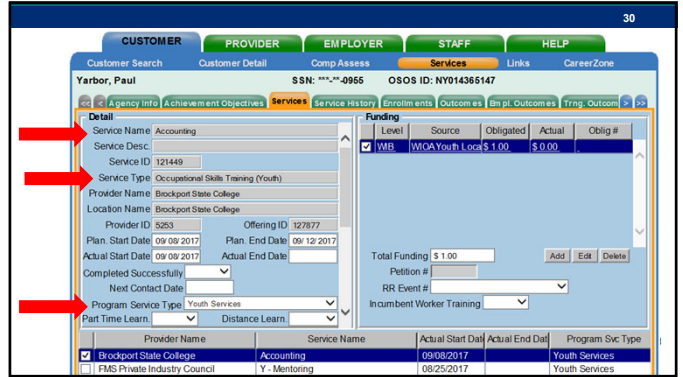 30
CUSTOMER PROVIDER EMPLOYER STAFF HELP
Customer Search Customer Detail Comp Assess Services Links CareerZone
Yarbor, Paul SSN: ***-**-0955 OSOS ID: NY014365147
<< < Agency Info Achievement Objectives Services Service History Enrollments Outcomes Empl. Outcomes Trng. Outcom > >>
Detail Funding
Service Name Accounting Level Source Obligated Actual Oblig #
Service Desc. WIB WIOA Youth Loca $ 1.00 $ 0.00
Service ID 121449
Service Type Occupational Skills Training (Youth)
Provider Name Brockport State College
Location Name Brockport State College
Provider ID 5253 Offering ID 127877
Plan. Start Date 09/08/2017 Plan. End Date 09/12/2017
Actual Start Date 09/08/2017 Actual End Date Total Funding $ 1.00 Add Edit Delete
Completed Successfully Petition #
Next Contact Date RR Event #
Program Service Type Youth Services Incumbent Worker Training
Part Time Learn. Distance Learn.
Provider Name Service Name Actual Start Dat Actual End Dat Program Svc Type
Brockport State College Accounting 09/08/2017 Youth Services
FMS Private Industry Council Y - Mentoring 08/25/2017 Youth Services